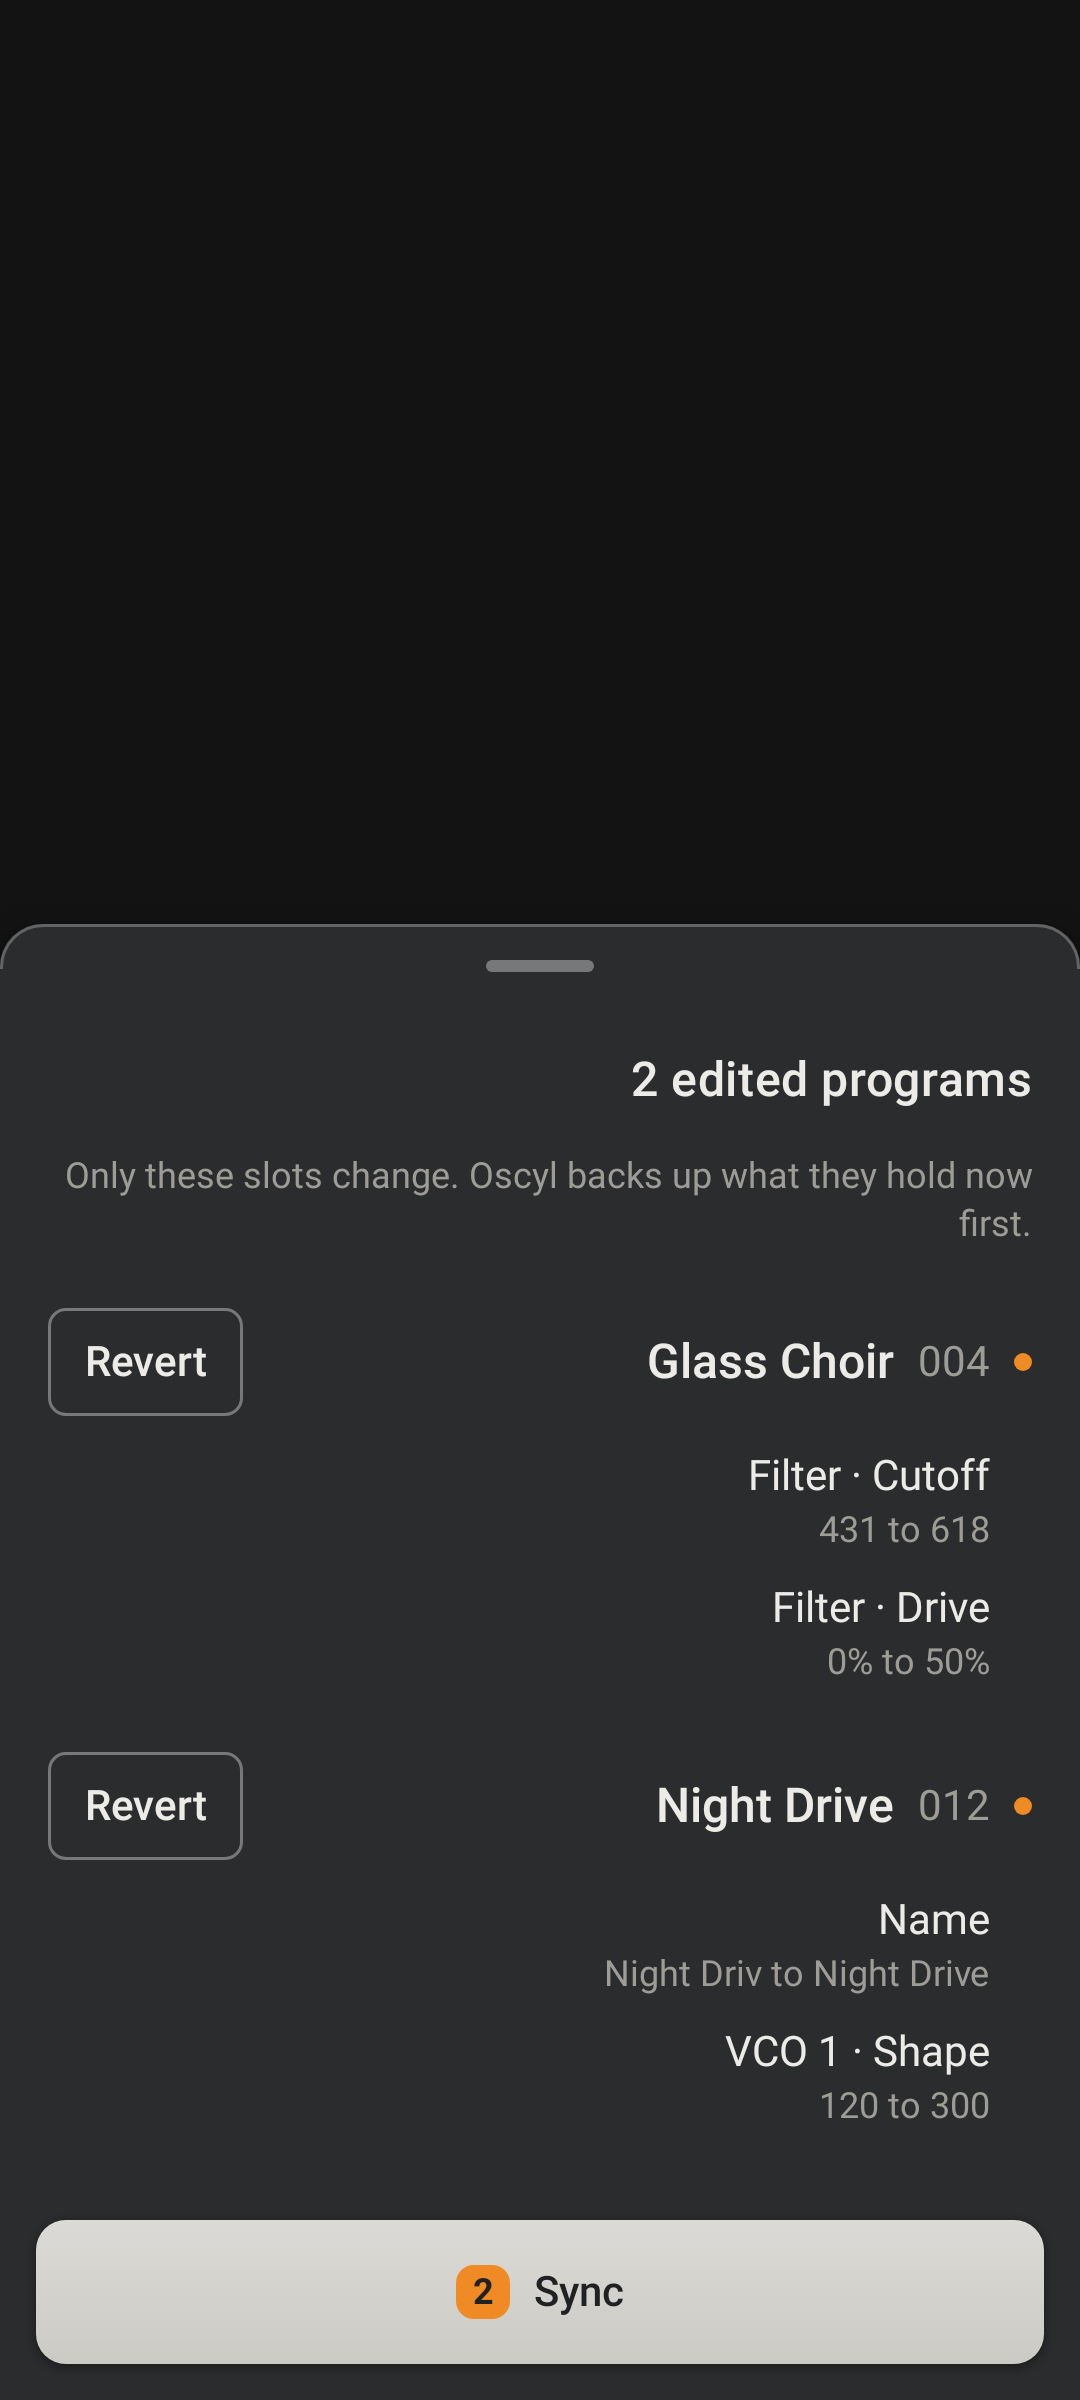 2 edited programs
Only these slots change. Oscyl backs up what they hold now
first.
Revert Glass Choir 004
Filter · Cutoff
431 to 618
Filter · Drive
0% to 50%
Revert Night Drive 012
Name
Night Driv to Night Drive
VCO 1 · Shape
120 to 300
2 Sync